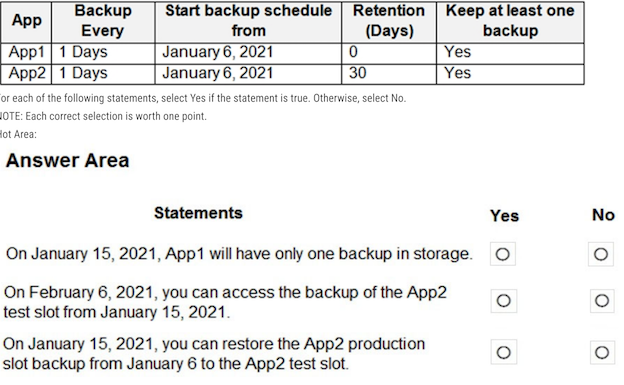 App Backup Every Start backup schedule from Retention (Days) Keep at least one backup
App1 1 Days January 6, 2021 0 Yes
App2 1 Days January 6, 2021 30 Yes
or each of the following statements, select Yes if the statement is true. Otherwise, select No.
NOTE: Each correct selection is worth one point.
Hot Area:
Answer Area
Statements Yes No
On January 15, 2021, App1 will have only one backup in storage.
On February 6, 2021, you can access the backup of the App2
test slot from January 15, 2021.
On January 15, 2021, you can restore the App2 production
slot backup from January 6 to the App2 test slot.